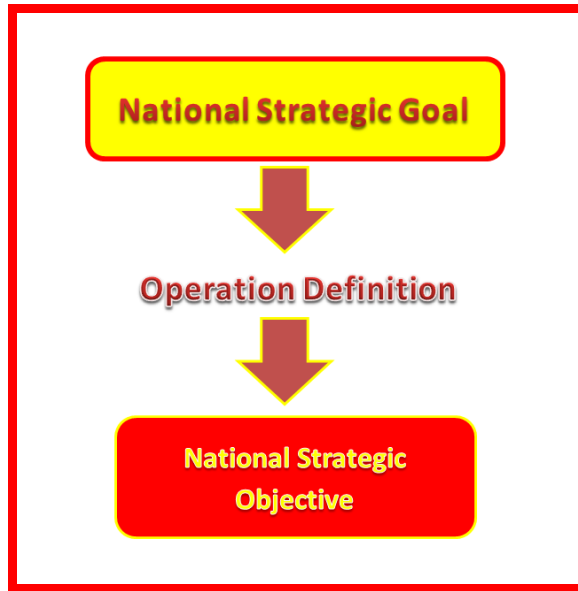 National Strategic Goal
Operation Definition
National Strategic
Objective